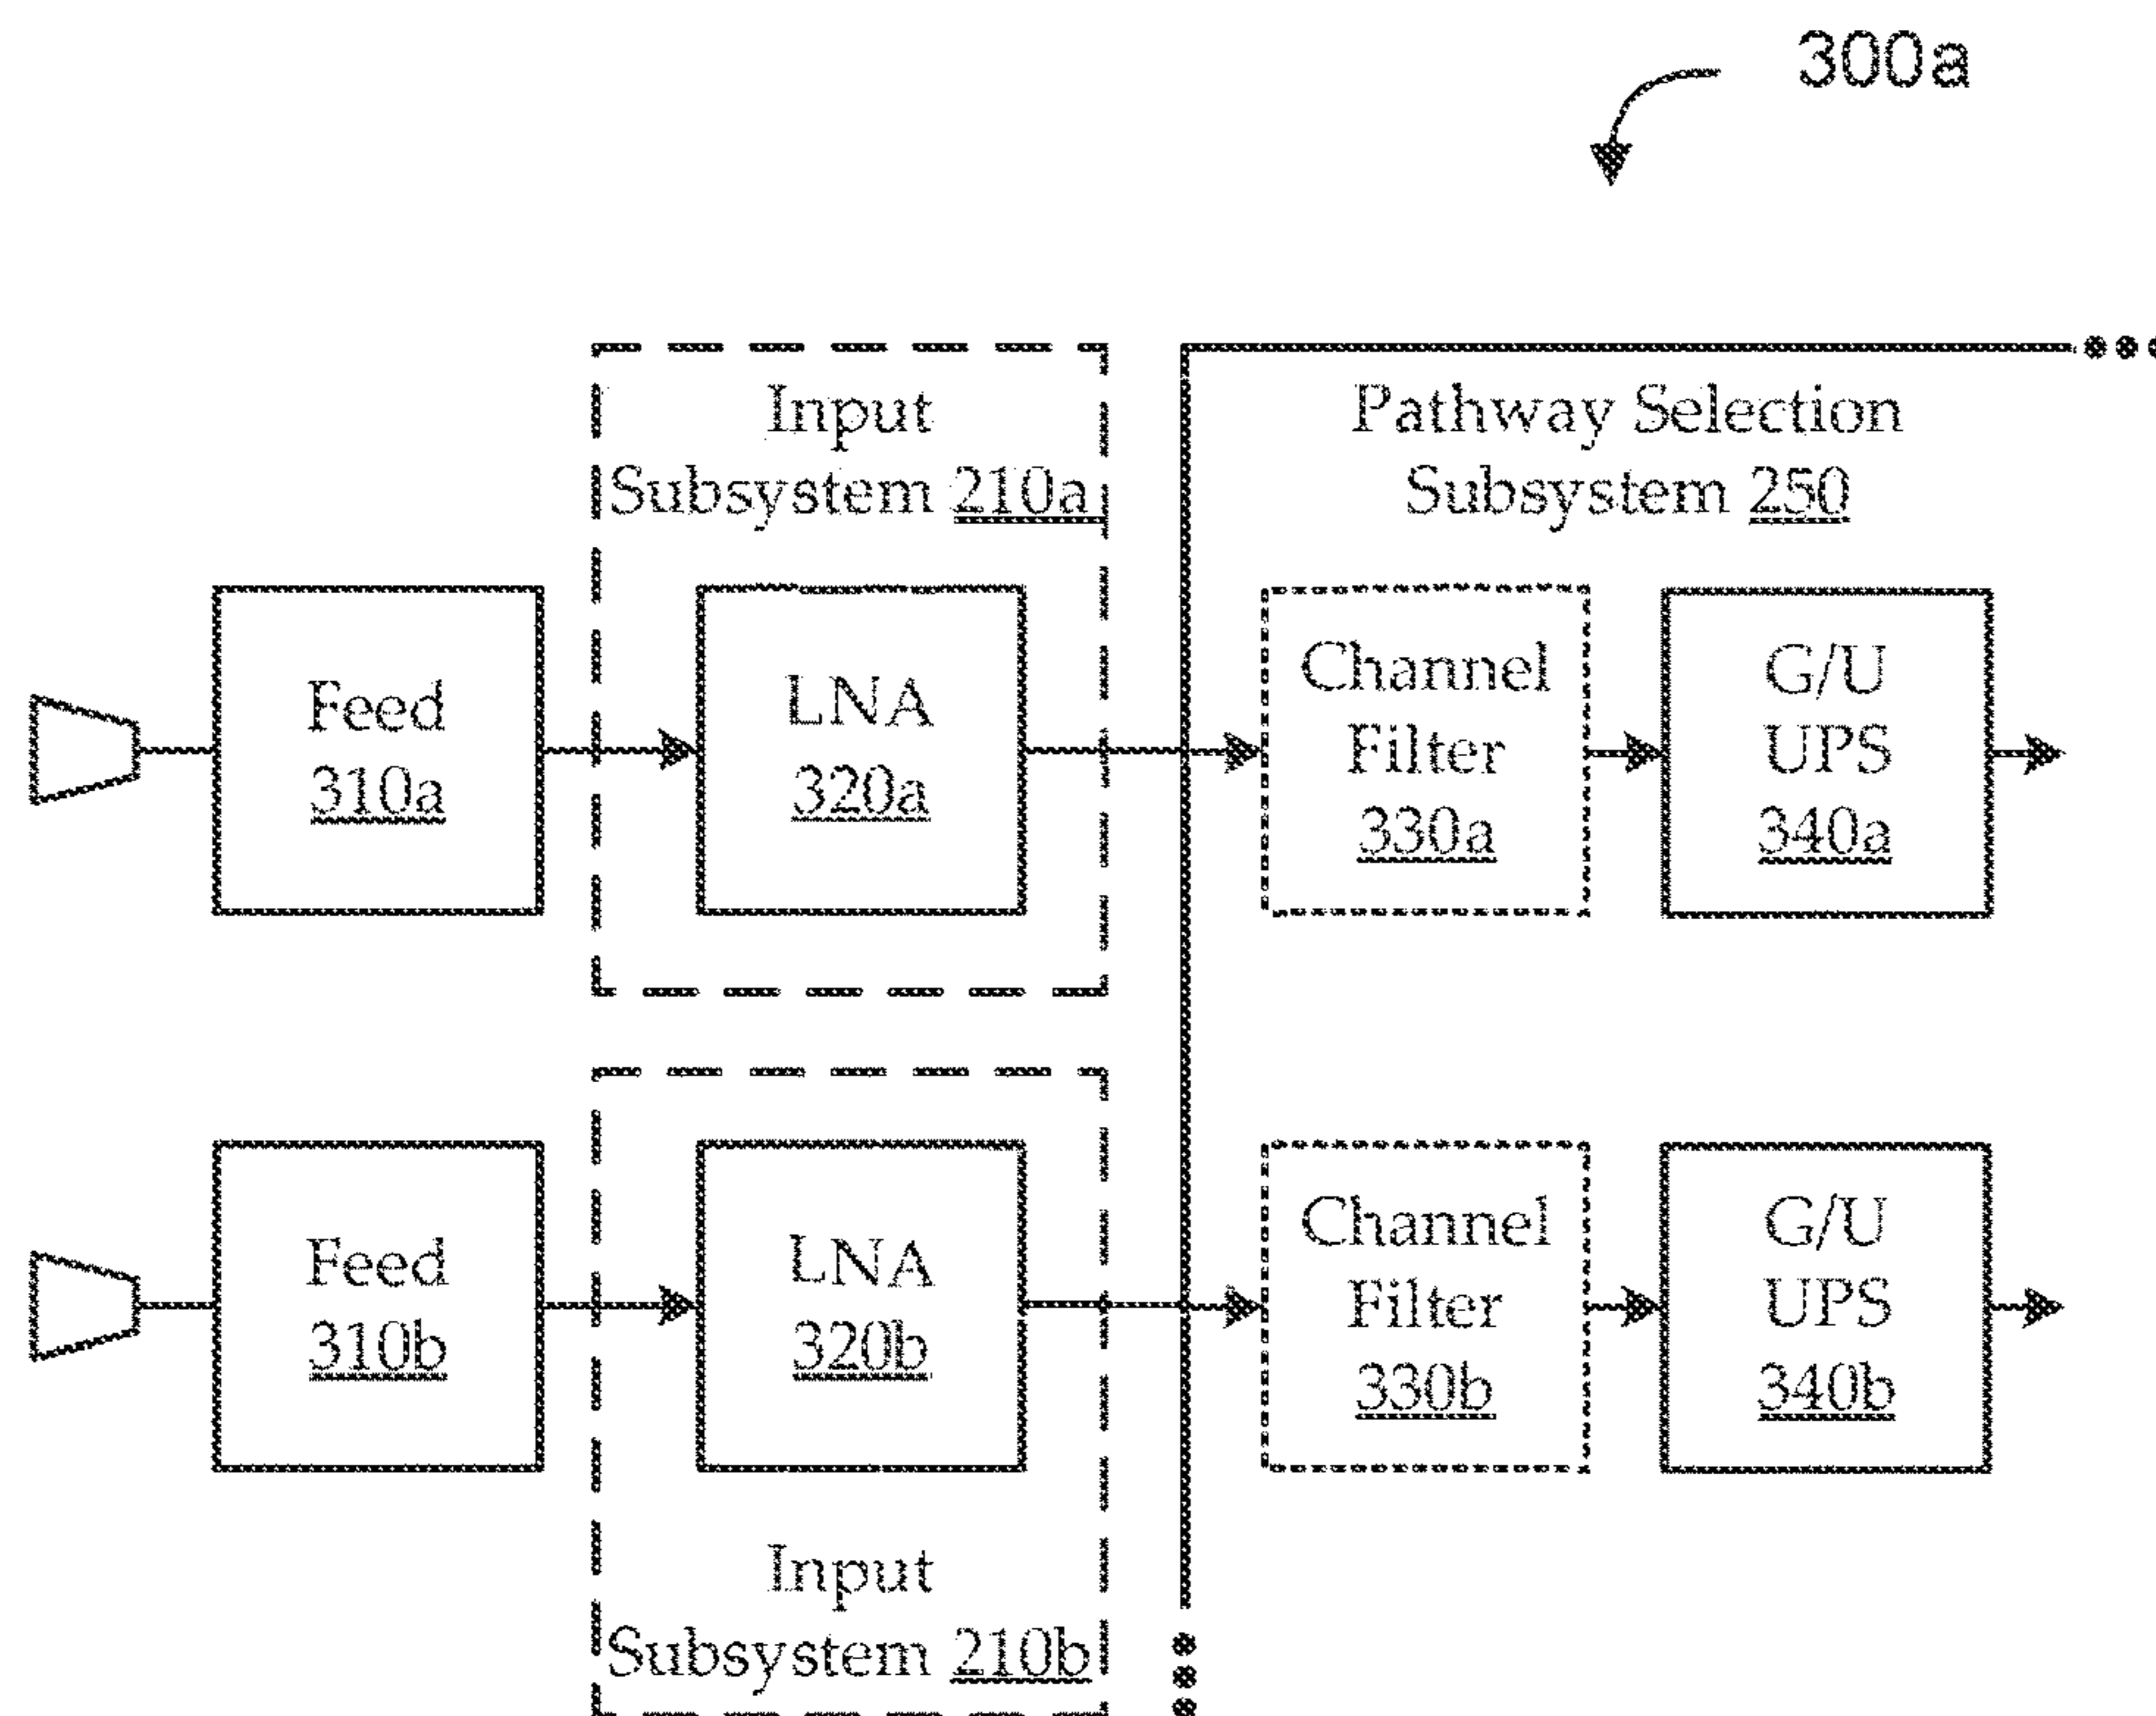 300a
Input
Subsystem 210a
Pathway Selection
Subsystem 250
Feed
310a
LNA
320a
Channel
Filter
330a
G/U
UPS
340a
Feed
310b
LNA
320b
Channel
Filter
330b
G/U
UPS
340b
Input
Subsystem 210b